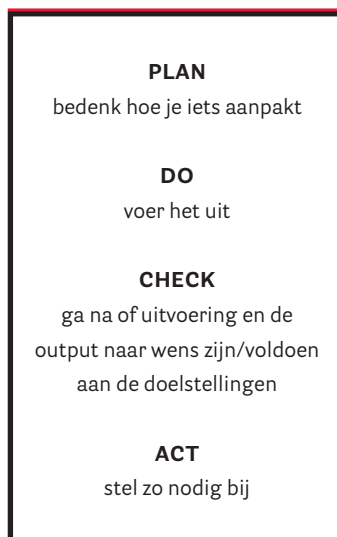 PLAN
bedenk hoe je iets aanpakt
DO
voer het uit
CHECK
ga na of uitvoering en de
output naar wens zijn/voldoen
aan de doelstellingen
ACT
stel zo nodig bij